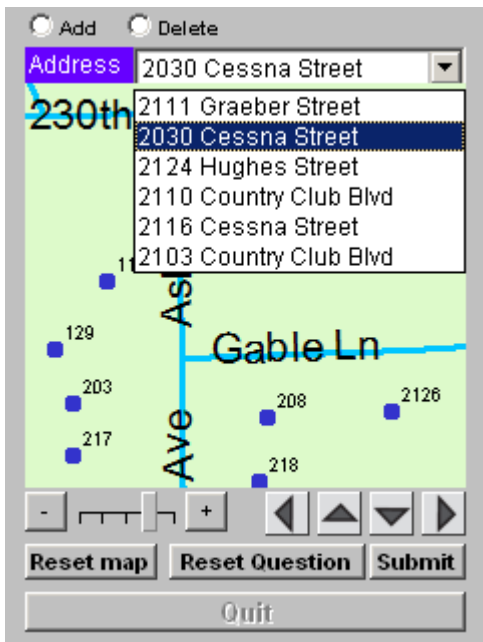 Add Delete
Address 2030 Cessna Street
230th
2111 Graeber Street
2030 Cessna Street
2124 Hughes Street
2110 Country Club Blvd
2116 Cessna Street
2103 Country Club Blvd
129
Gable Ln
203
208
2126
217
Ave
218
- +
Reset map Reset Question Submit
Quit